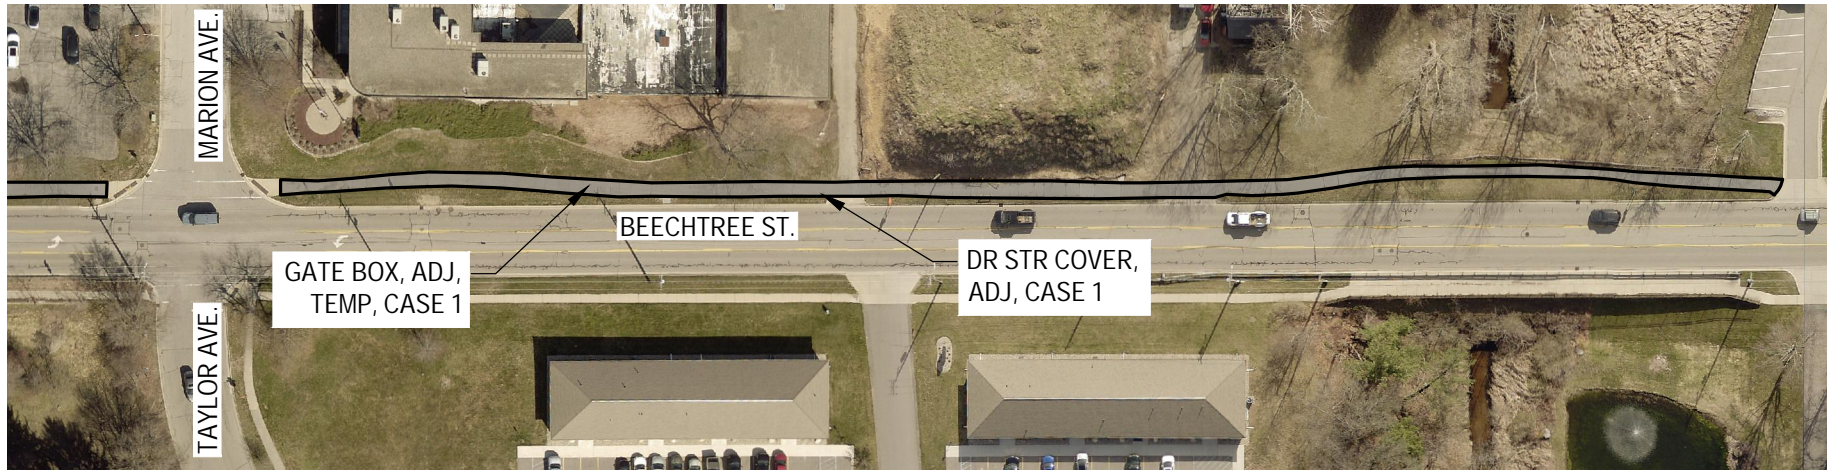 MARION AVE.
BEECHTREE ST.
GATE BOX, ADJ,
TEMP, CASE 1
DR STR COVER,
ADJ, CASE 1
TAYLOR AVE.